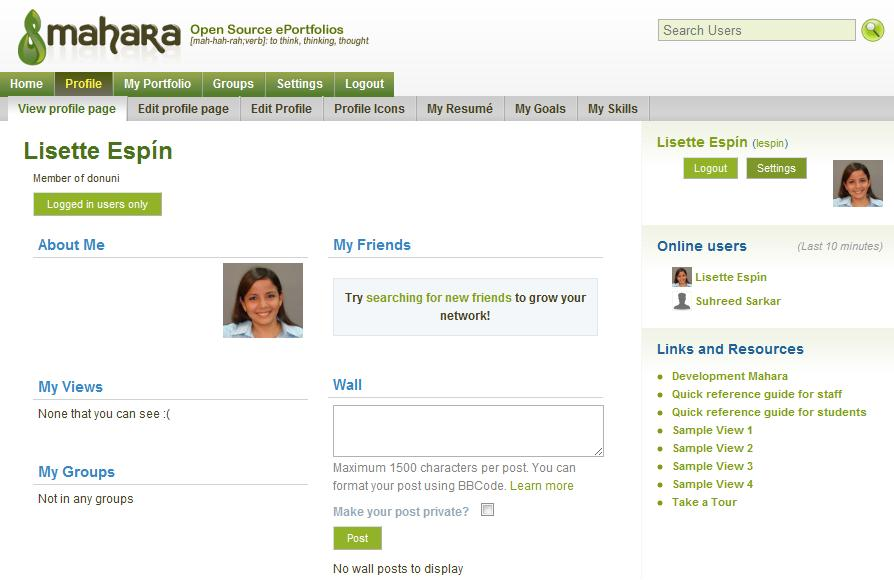 mahara
Open Source ePortfolios
[mah-hah-rah;verb]: to think, thinking, thought
Search Users
Home Profile My Portfolio Groups Settings Logout
View profile page Edit profile page Edit Profile Profile Icons My Resumé My Goals My Skills
Lisette Espín
Member of donuni
Logged in users only
About Me
My Views
None that you can see :(
My Groups
Not in any groups
My Friends
Try searching for new friends to grow your
network!
Wall
Maximum 1500 characters per post. You can
format your post using BBCode. Learn more
Make your post private?
Post
No wall posts to display
Lisette Espín (lespin)
Logout Settings
Online users (Last 10 minutes)
Lisette Espín
Suhreed Sarkar
Links and Resources
Development Mahara
Quick reference guide for staff
Quick reference guide for students
Sample View 1
Sample View 2
Sample View 3
Sample View 4
Take a Tour